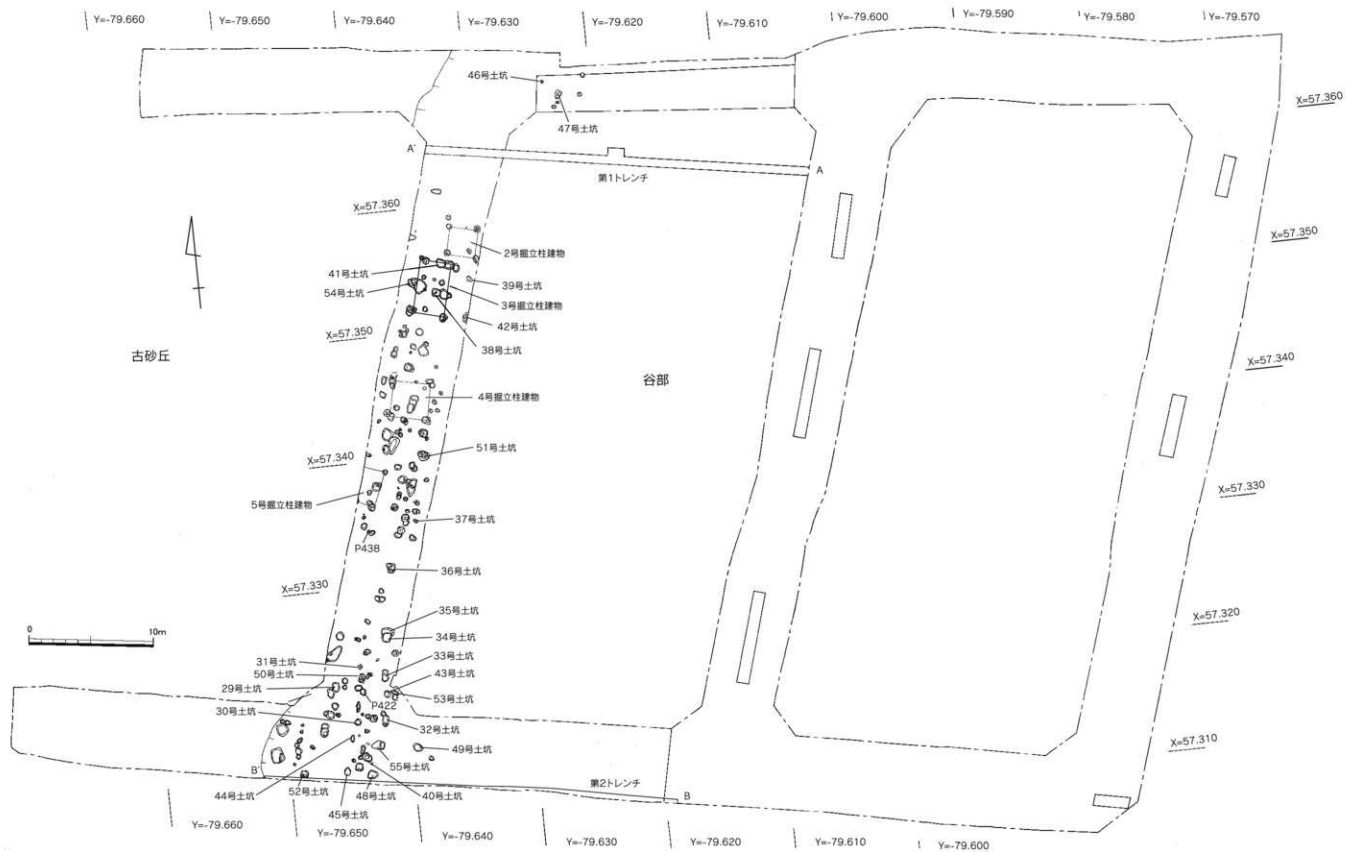 Y=-79.660
Y=-79.650
Y=-79.640
Y=-79.630
Y=-79.620
Y=-79.610
Y=-79.600
Y=-79.590
Y=-79.580
Y=-79.570
46号土坑
47号土坑
X=57.360
A'
A
第1トレンチ
X=57.360
2号掘立柱建物
X=57.350
41号土坑
39号土坑
54号土坑
3号掘立柱建物
42号土坑
X=57.350
38号土坑
古砂丘
谷部
X=57.340
4号掘立柱建物
51号土坑
X=57.340
X=57.330
5号掘立柱建物
37号土坑
P438
36号土坑
X=57.330
0
10m
35号土坑
34号土坑
X=57.320
31号土坑
33号土坑
50号土坑
43号土坑
29号土坑
53号土坑
P422
30号土坑
32号土坑
49号土坑
X=57.310
55号土坑
B'
第2トレンチ
B
44号土坑
52号土坑
45号土坑
48号土坑
40号土坑
Y=-79.660
Y=-79.650
Y=-79.640
Y=-79.630
Y=-79.610
Y=-79.600